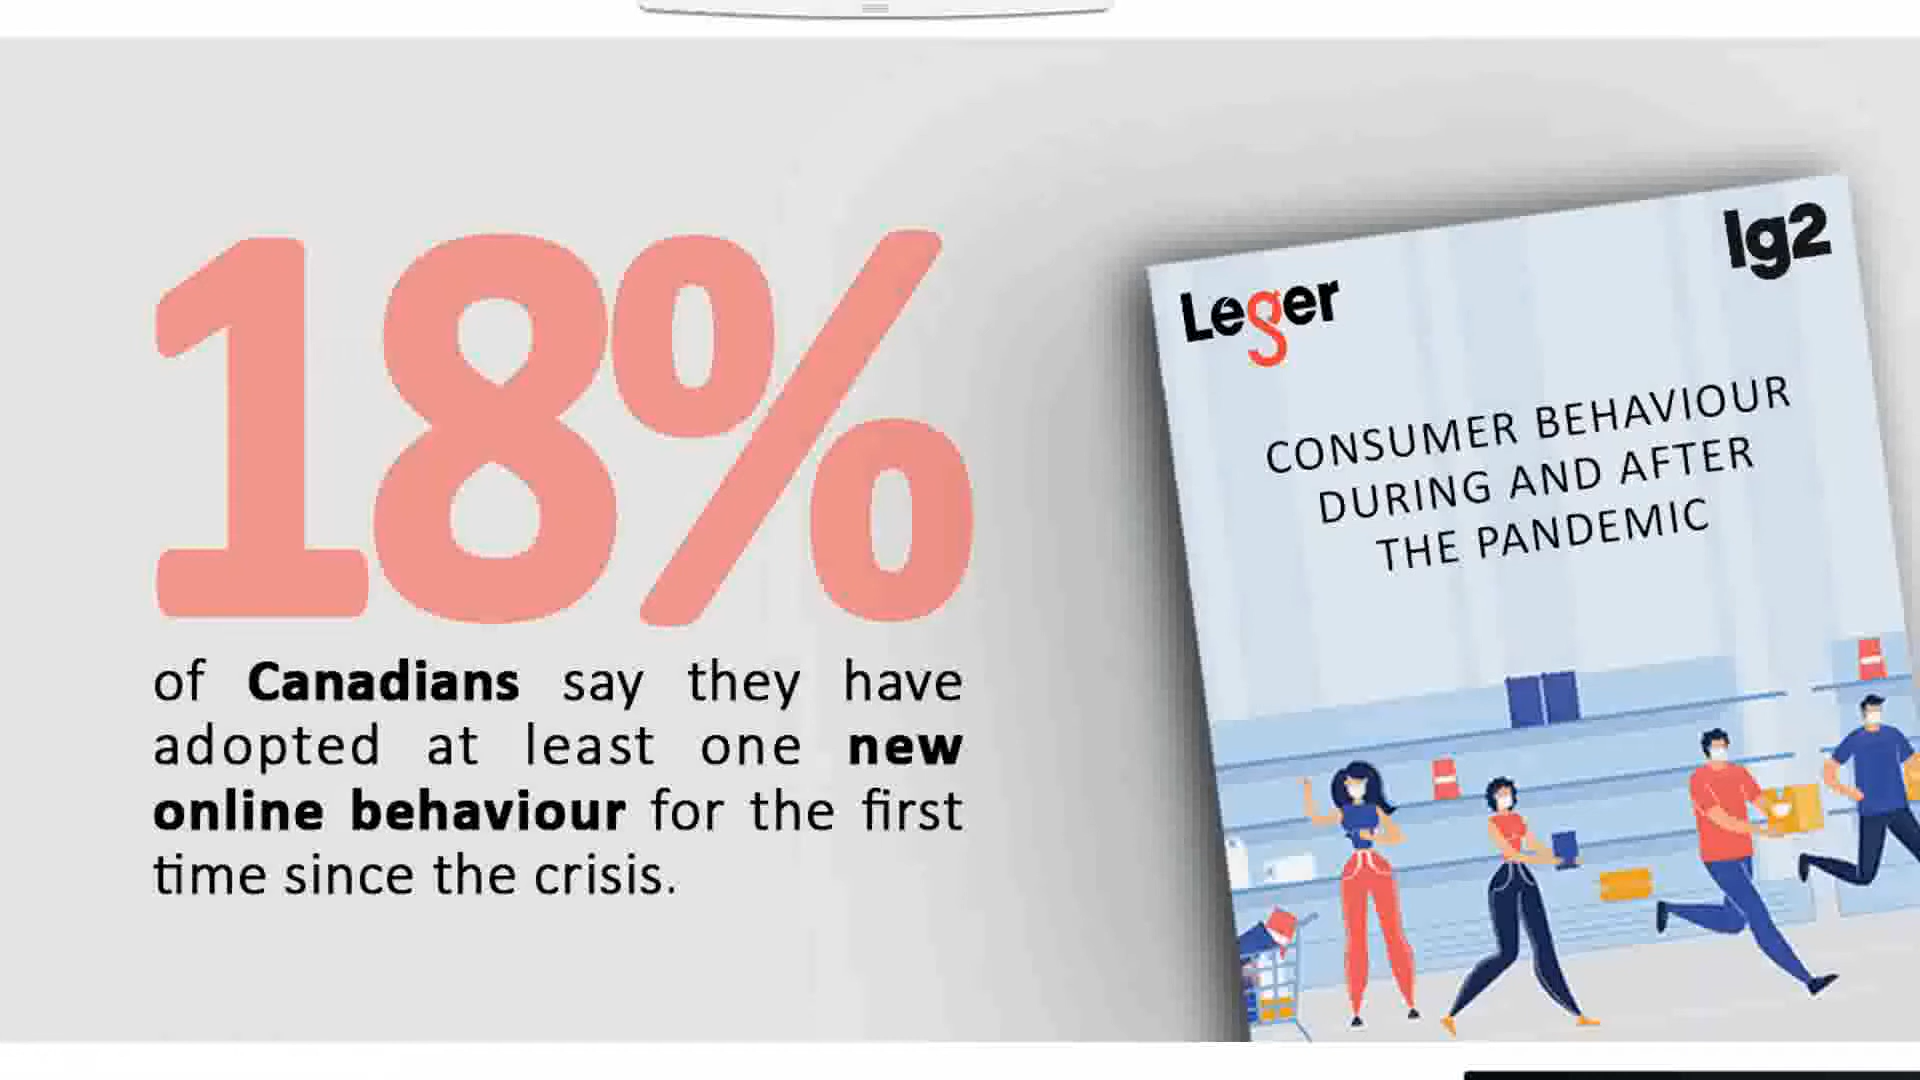 18%
of Canadians say they have
adopted at least one new
online behaviour for the first
time since the crisis.
Leger
lg2
CONSUMER BEHAVIOUR
DURING AND AFTER
THE PANDEMIC